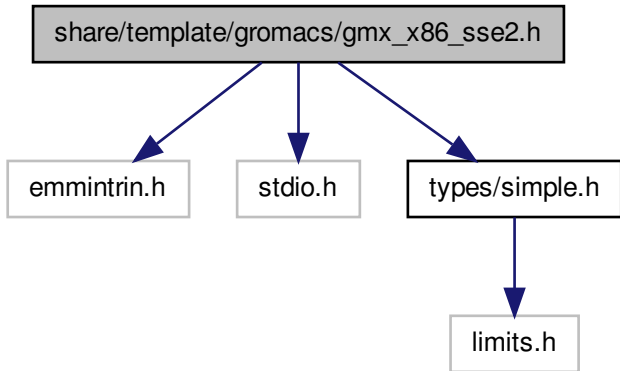 share/template/gromacs/gmx_x86_sse2.h
emmintrin.h
stdio.h
types/simple.h
limits.h